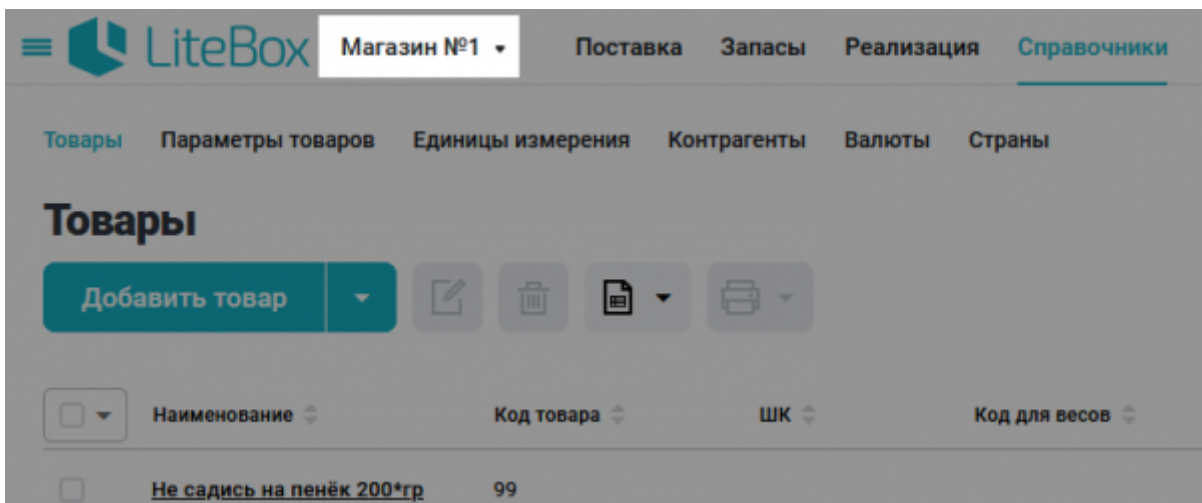 LiteBox Магазин №1 Поставка Запасы Реализация Справочники
Товары Параметры товаров Единицы измерения Контрагенты Валюты Страны
Товары
Добавить товар
Наименование Код товара ШК Код для весов
Не садись на пенёк 200*гр 99